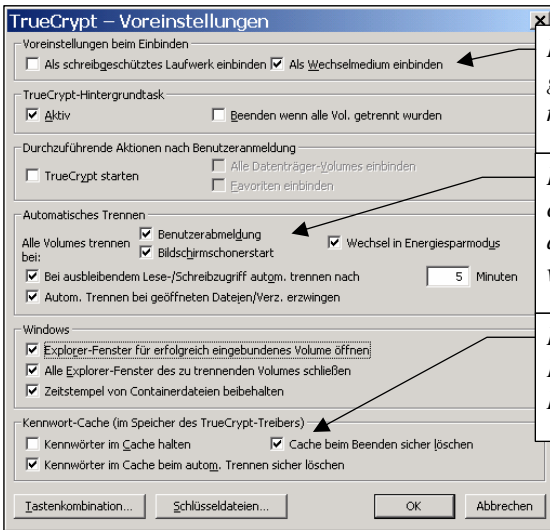 TrueCrypt – Voreinstellungen
Voreinstellungen beim Einbinden
Als schreibgeschütztes Laufwerk einbinden Als Wechselmedium einbinden
TrueCrypt-Hintergrundtask
Aktiv Beenden wenn alle Vol. getrennt wurden
Durchzuführende Aktionen nach Benutzeranmeldung
TrueCrypt starten
Alle Datenträger-Volumes einbinden
Favoriten einbinden
Automatisches Trennen
Alle Volumes trennen bei:
Benutzerabmeldung
Bildschirmschonerstart
Wechsel in Energiesparmodus
Bei ausbleibendem Lese-/Schreibzugriff autom. trennen nach 5 Minuten
Autom. Trennen bei geöffneten Dateien/Verz. erzwingen
Windows
Explorer-Fenster für erfolgreich eingebundenes Volume öffnen
Alle Explorer-Fenster des zu trennenden Volumes schließen
Zeitstempel von Containerdateien beibehalten
Kennwort-Cache (im Speicher des TrueCrypt-Treibers)
Kennwörter im Cache halten Cache beim Beenden sicher löschen
Kennwörter im Cache beim autom. Trennen sicher löschen
Tastenkombination... Schlüsseldateien... OK Abbrechen